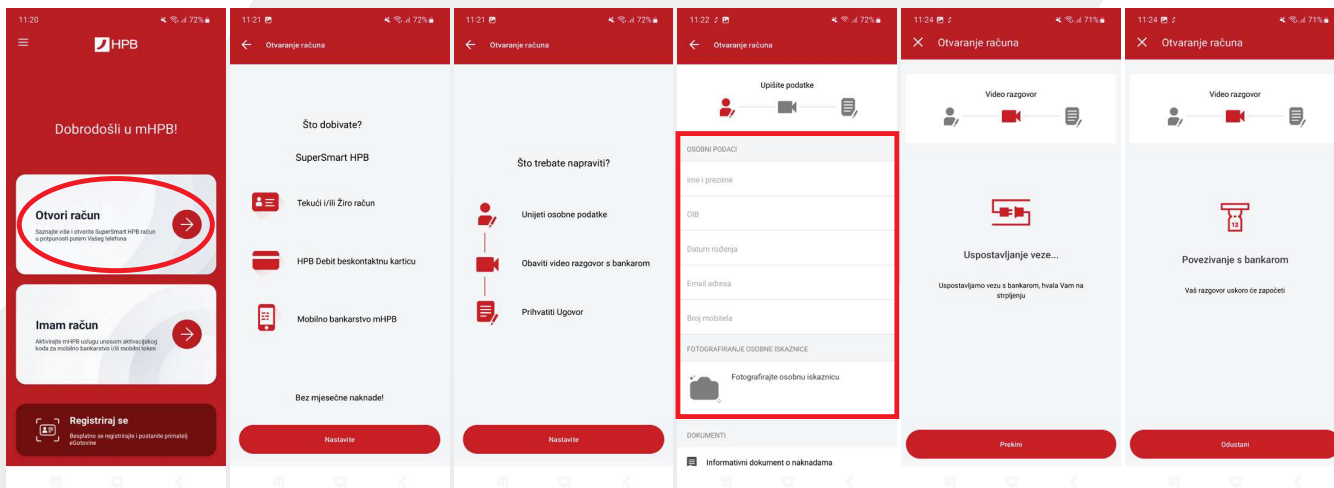 11:20
72%
HPB
Dobrodošli u mHPB!
Otvori račun
Saznajte više i otvorite SuperSmart HPB račun
u potpunosti putem Vašeg telefona
Imam račun
Aktivirajte mHPB uslugu unosom aktivacijskog
koda za mobilno bankarstvo i/ili mobilni token
Registriraj se
Besplatno se registrirajte i postanite primatelj
eGotovine
11:21
72%
Otvaranje računa
Što dobivate?
SuperSmart HPB
Tekući i/ili Žiro račun
HPB Debit beskontaktnu karticu
Mobilno bankarstvo mHPB
Bez mjesečne naknade!
Nastavite
11:21
72%
Otvaranje računa
Što trebate napraviti?
Unijeti osobne podatke
Obaviti video razgovor s bankarom
Prihvatiti Ugovor
Nastavite
11:22
72%
Otvaranje računa
Upišite podatke
OSOBNI PODACI
Ime i prezime
OIB
Datum rođenja
Email adresa
Broj mobitela
FOTOGRAFIRANJE OSOBNE ISKAZNICE
Fotografirajte osobnu iskaznicu
DOKUMENTI
Informativni dokument o naknadama
11:24
71%
Otvaranje računa
Video razgovor
Uspostavljanje veze...
Uspostavljamo vezu s bankarom, hvala Vam na
strpljenju
Prekini
11:24
71%
Otvaranje računa
Video razgovor
12
Povezivanje s bankarom
Vaš razgovor uskoro će započeti
Odustani